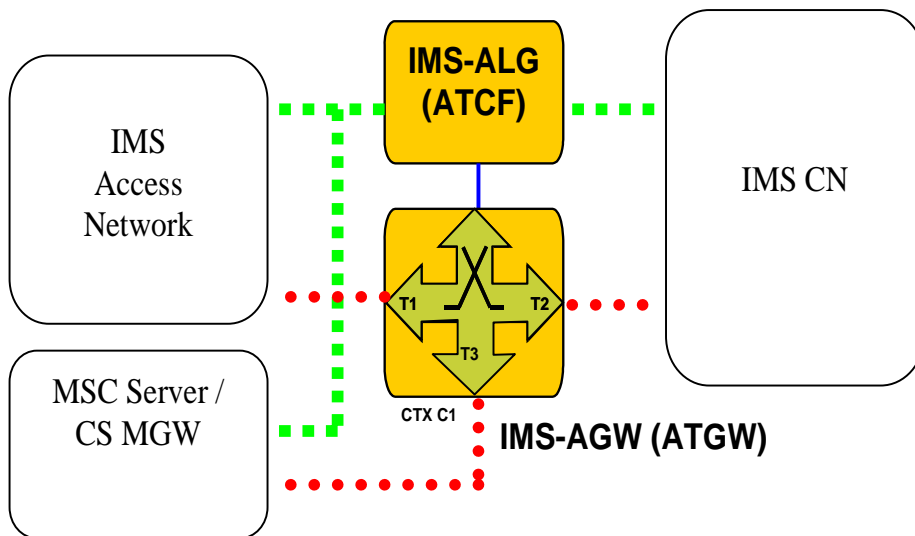 IMS-ALG
(ATCF)
IMS
Access
Network
IMS CN
T1
T2
T3
MSC Server /
CS MGW
CTX C1
IMS-AGW (ATGW)